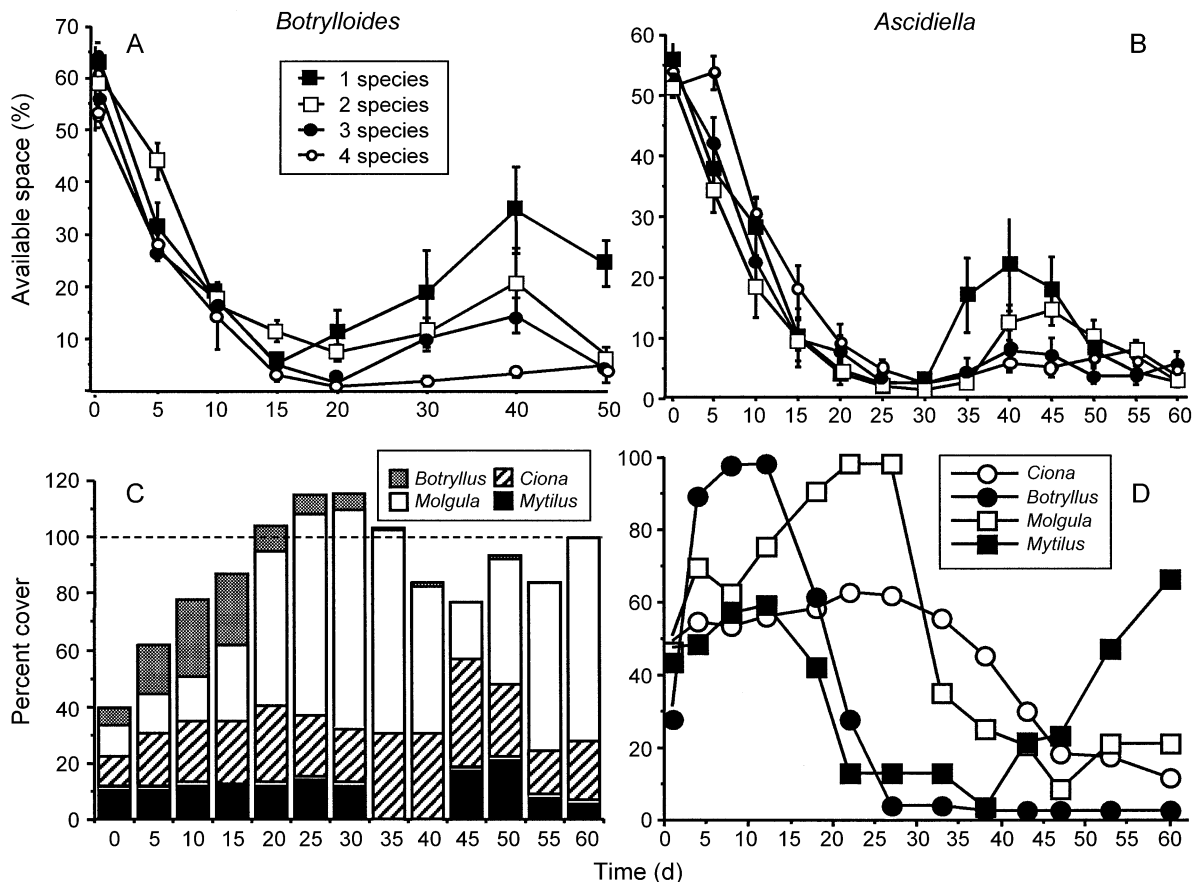 Botrylloides
Ascidiella
A
B
Available space (%)
70
60
50
40
30
20
10
0 5 10 15 20 30 40 50
1 species
2 species
3 species
4 species
60
50
40
30
20
10
0
0 5 10 15 20 25 30 35 40 45 50 55 60
C
Botryllus Ciona
Molgula Mytilus
Percent cover
120
100
80
60
40
20
0
0 5 10 15 20 25 30 35 40 45 50 55 60
D
Ciona
Botryllus
Molgula
Mytilus
100
80
60
40
20
0
0 5 10 15 20 25 30 35 40 45 50 55 60
Time (d)